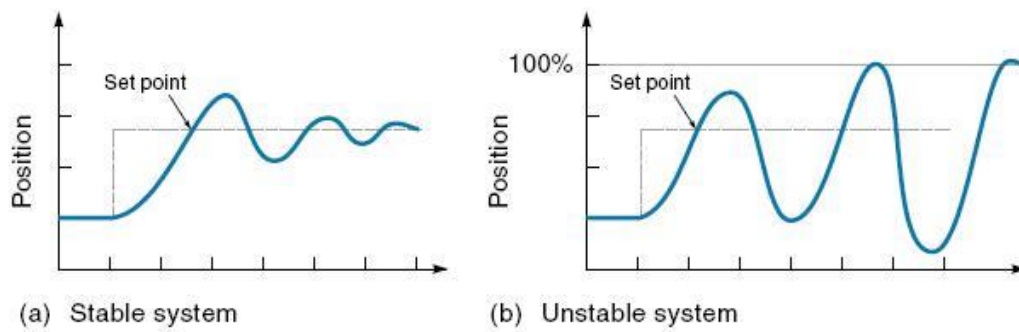 Set point
Position
(a) Stable system
100%
Set point
Position
(b) Unstable system